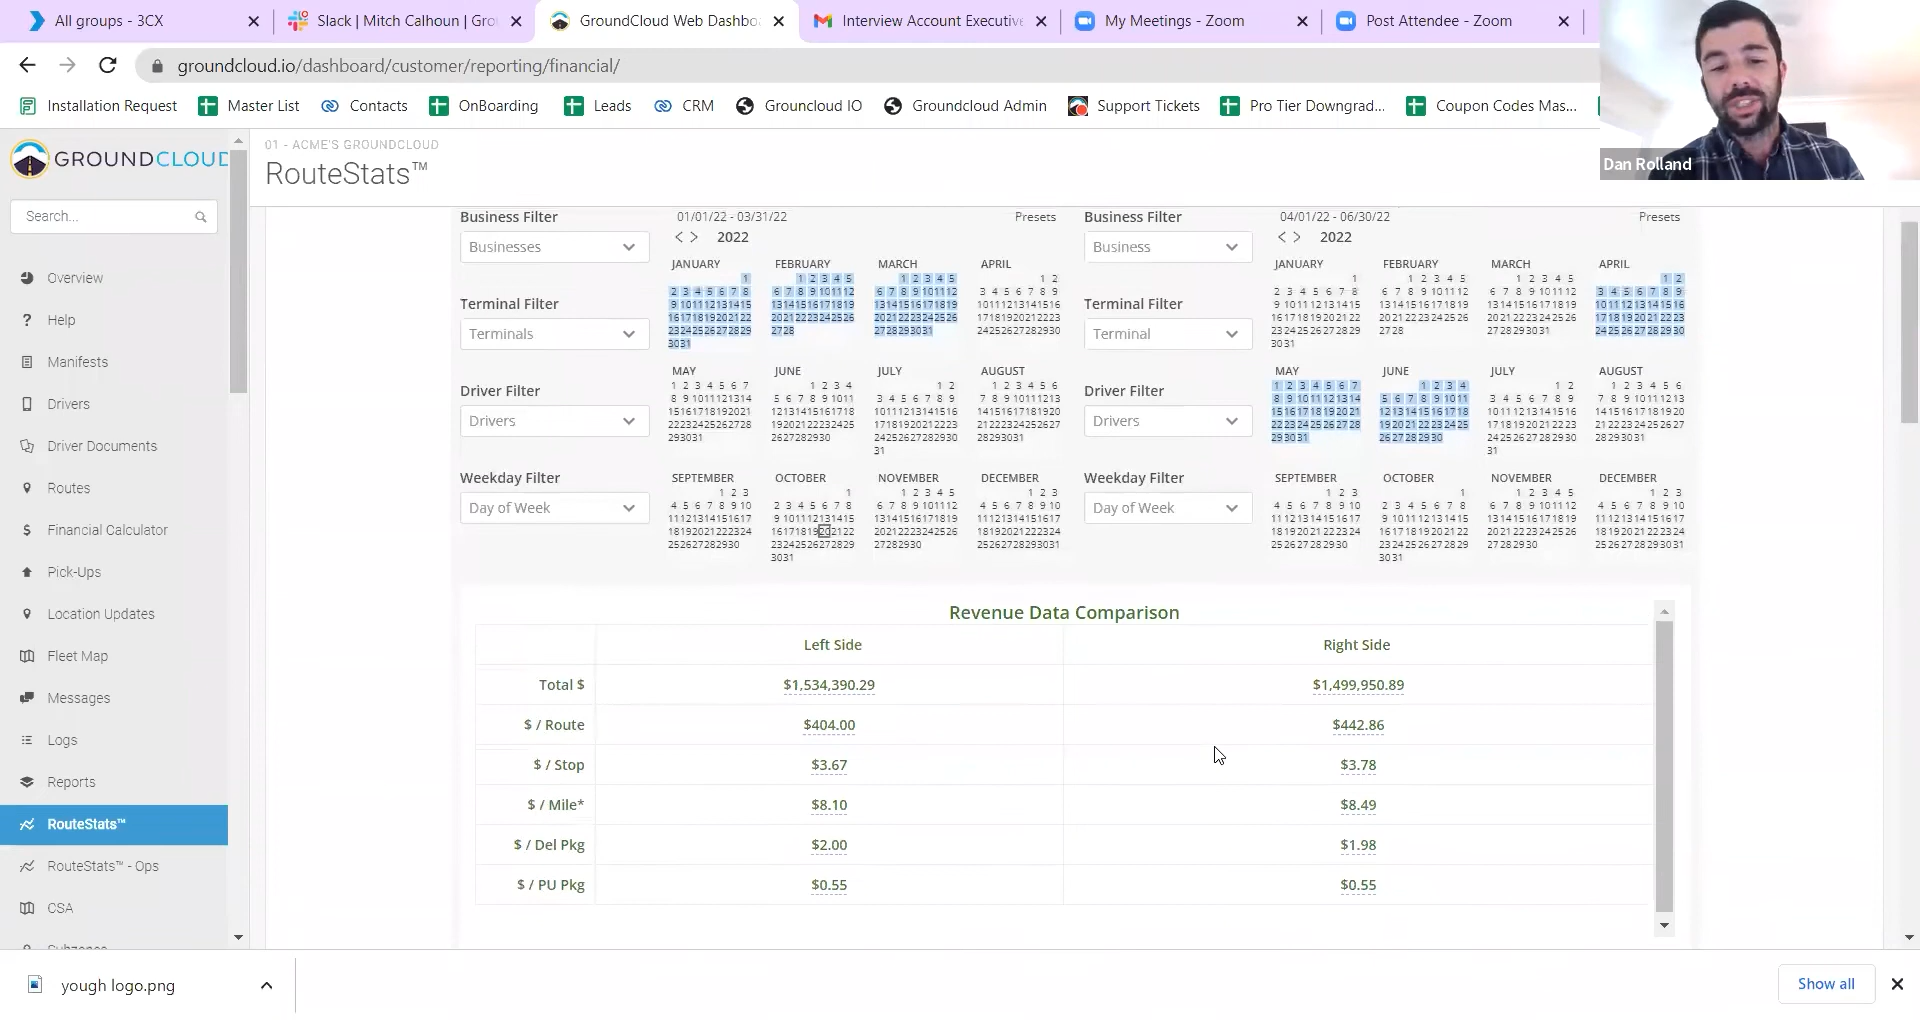 All groups - 3CX
Slack | Mitch Calhoun | Gro
GroundCloud Web Dashbo
Interview Account Executive
My Meetings - Zoom
Post Attendee - Zoom
groundcloud.io/dashboard/customer/reporting/financial/
Installation Request
Master List
Contacts
OnBoarding
Leads
CRM
Groundcloud IO
Groundcloud Admin
Support Tickets
Pro Tier Downgrad...
Coupon Codes Mas...
Dan Rolland
GROUNDCLOUD
01 - ACME'S GROUNDCLOUD
RouteStats™
Search...
Overview
Help
Manifests
Drivers
Driver Documents
Routes
Financial Calculator
Pick-Ups
Location Updates
Fleet Map
Messages
Logs
Reports
RouteStats™
RouteStats™ - Ops
CSA
Subzones
Business Filter
Businesses
Terminal Filter
Terminals
Driver Filter
Drivers
Weekday Filter
Day of Week
01/01/22 - 03/31/22
Presets
< > 2022
JANUARY FEBRUARY MARCH APRIL
MAY JUNE JULY AUGUST
SEPTEMBER OCTOBER NOVEMBER DECEMBER
Business Filter
Business
Terminal Filter
Terminal
Driver Filter
Drivers
Weekday Filter
Day of Week
04/01/22 - 06/30/22
Presets
< > 2022
JANUARY FEBRUARY MARCH APRIL
MAY JUNE JULY AUGUST
SEPTEMBER OCTOBER NOVEMBER DECEMBER
Revenue Data Comparison
Left Side Right Side
Total $ $1,534,390.29 $1,499,950.89
$ / Route $404.00 $442.86
$ / Stop $3.67 $3.78
$ / Mile* $8.10 $8.49
$ / Del Pkg $2.00 $1.98
$ / PU Pkg $0.55 $0.55
yough logo.png
Show all